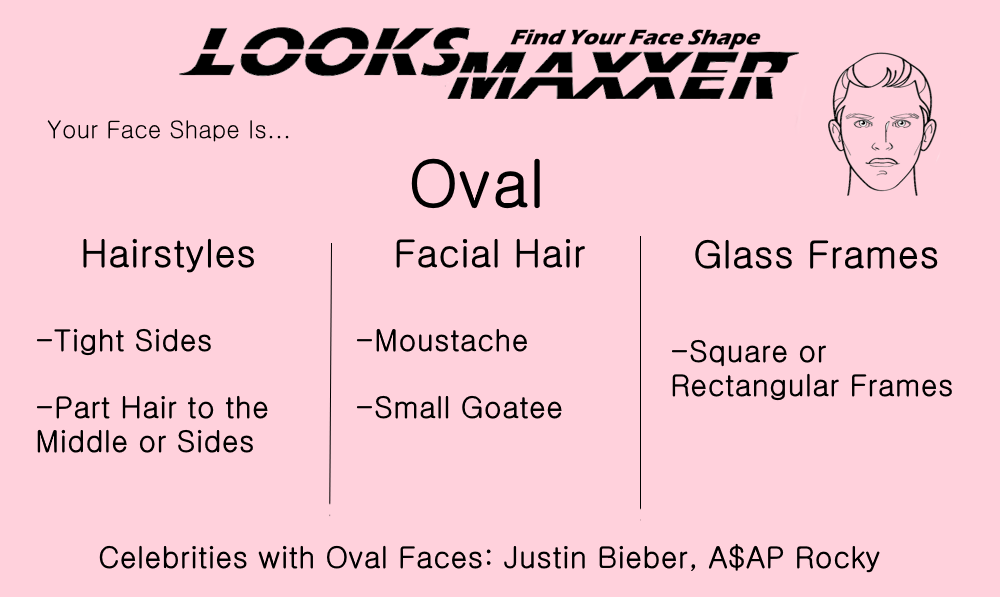 LOOKSMAXXER
Find Your Face Shape
Your Face Shape Is...
Oval
Hairstyles
-Tight Sides
-Part Hair to the
Middle or Sides
Facial Hair
-Moustache
-Small Goatee
Glass Frames
-Square or
Rectangular Frames
Celebrities with Oval Faces: Justin Bieber, A$AP Rocky